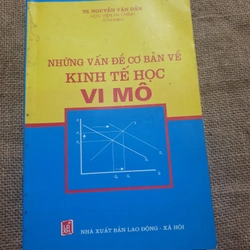 TS. NGUYỄN VĂN DẦN
NHỮNG VẤN ĐỀ CƠ BẢN VỀ
KINH TẾ HỌC
VI MÔ
NHÀ XUẤT BẢN LAO ĐỘNG - XÃ HỘI